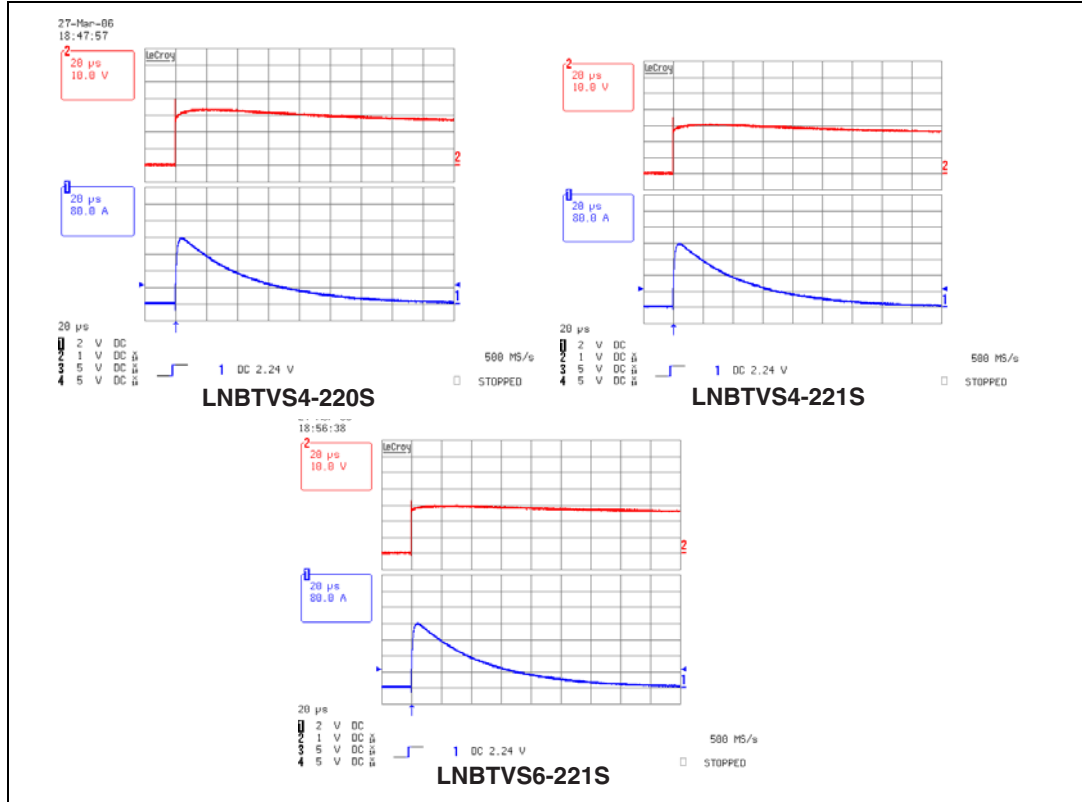 27-Mar-06
18:47:57
2
20 µs
10.0 V
LeCroy
2
1
20 µs
80.0 A
1
20 µs
1 2 V DC
2 1 V DC
3 5 V DC
4 5 V DC
1 DC 2.24 V
500 MS/s
STOPPED
LNBTVS4-220S
2
20 µs
10.0 V
LeCroy
2
1
20 µs
80.0 A
1
20 µs
1 2 V DC
2 1 V DC
3 5 V DC
4 5 V DC
1 DC 2.24 V
500 MS/s
STOPPED
LNBTVS4-221S
18:56:38
2
20 µs
10.0 V
LeCroy
2
1
20 µs
80.0 A
1
20 µs
1 2 V DC
2 1 V DC
3 5 V DC
4 5 V DC
1 DC 2.24 V
500 MS/s
STOPPED
LNBTVS6-221S